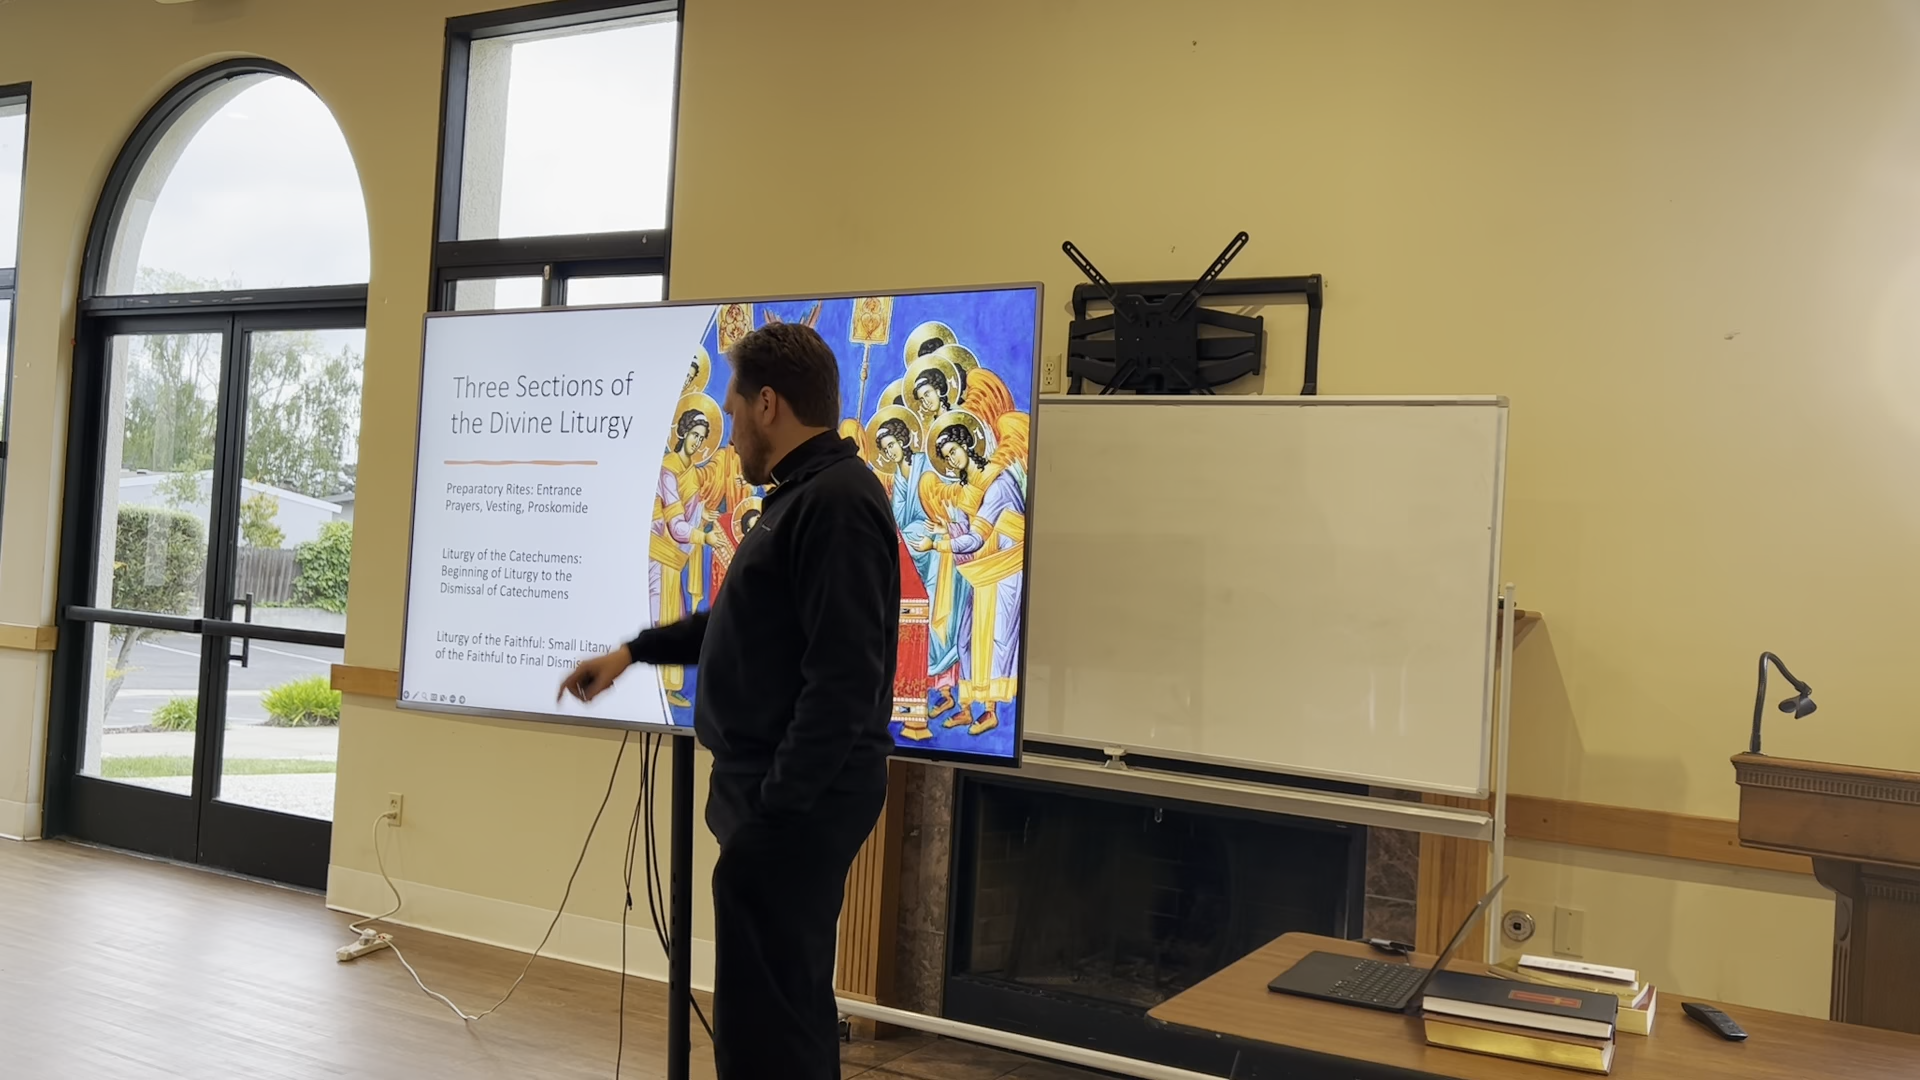 Three Sections of
the Divine Liturgy
Preparatory Rites: Entrance
Prayers, Vesting, Proskomide
Liturgy of the Catechumens:
Beginning of Liturgy to the
Dismissal of Catechumens
Liturgy of the Faithful: Small Litany
of the Faithful to Final